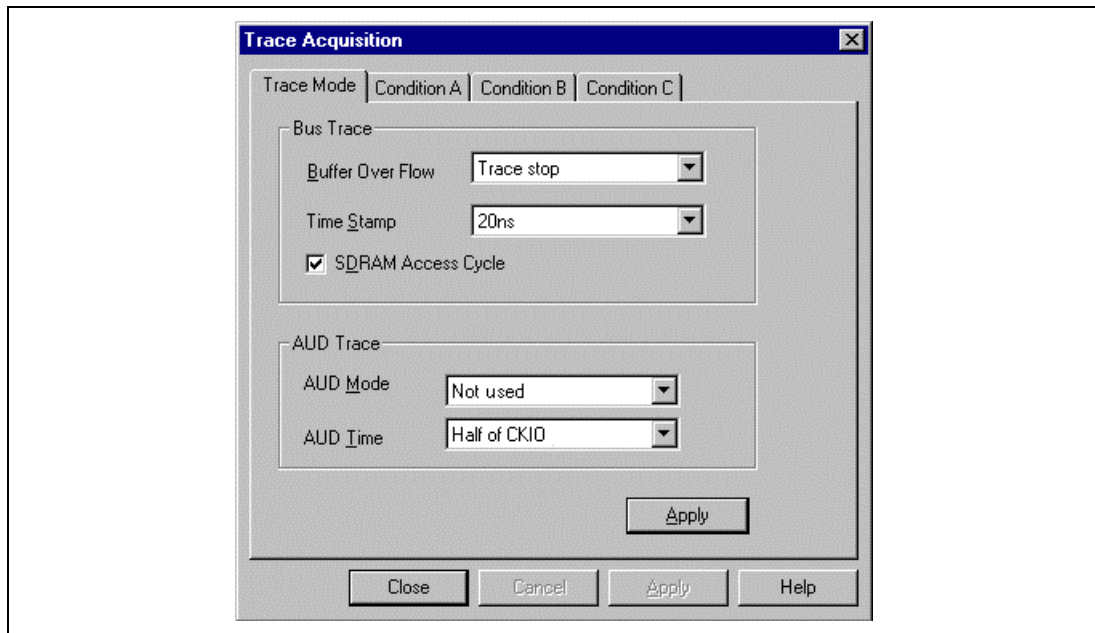 Trace Acquisition
Trace Mode Condition A Condition B Condition C
Bus Trace
Buffer Over Flow Trace stop
Time Stamp 20ns
SDRAM Access Cycle
AUD Trace
AUD Mode Not used
AUD Time Half of CKIO
Apply
Close Cancel Apply Help